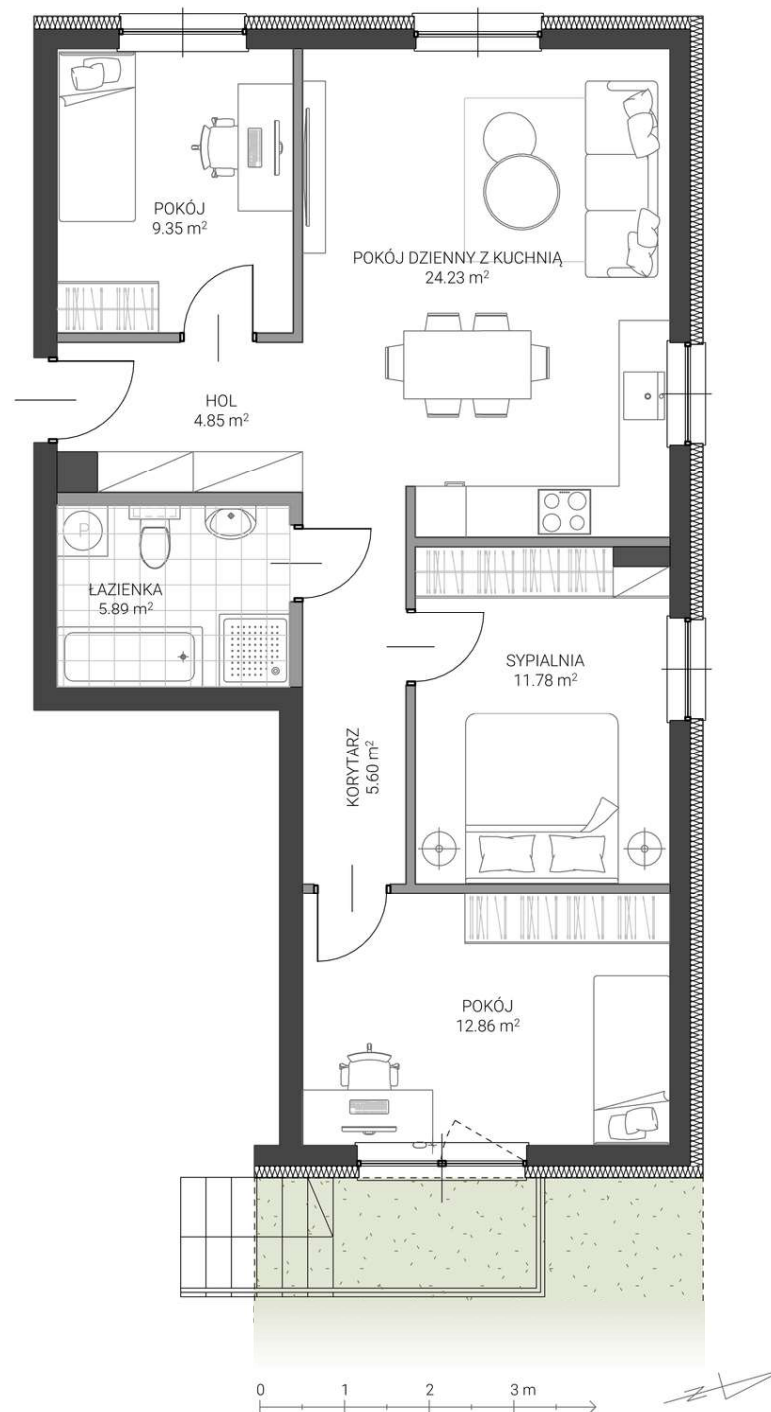 POKÓJ
9.35 m²
POKÓJ DZIENNY Z KUCHNIĄ
24.23 m²
HOL
4.85 m²
P
ŁAZIENKA
5.89 m²
SYPIALNIA
11.78 m²
KORYTARZ
5.60 m²
POKÓJ
12.86 m²
0 1 2 3 m
N